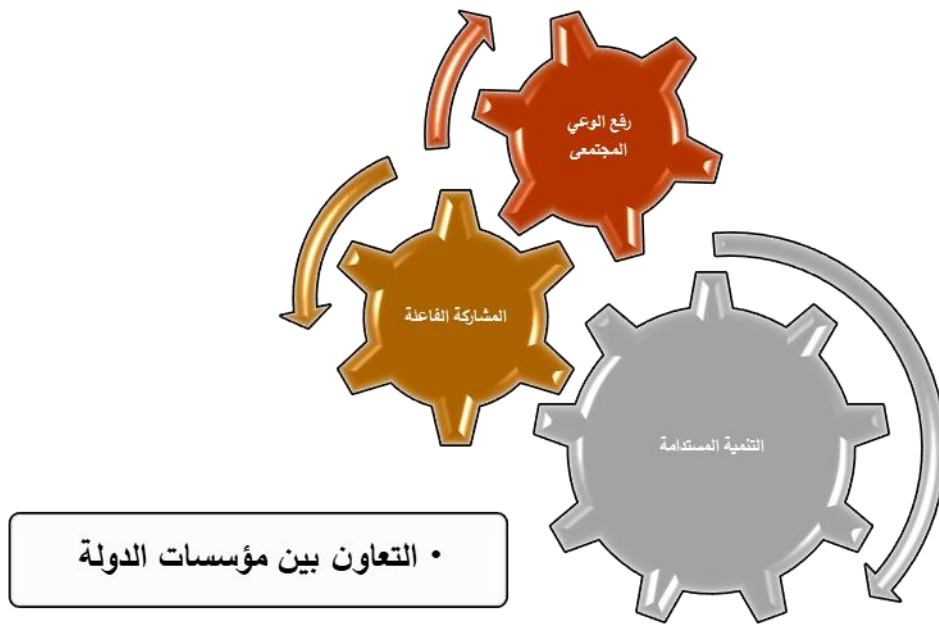 رفع الوعي
المجتمعى
المشاركة الفاعلة
التنمية المستدامة
• التعاون بين مؤسسات الدولة